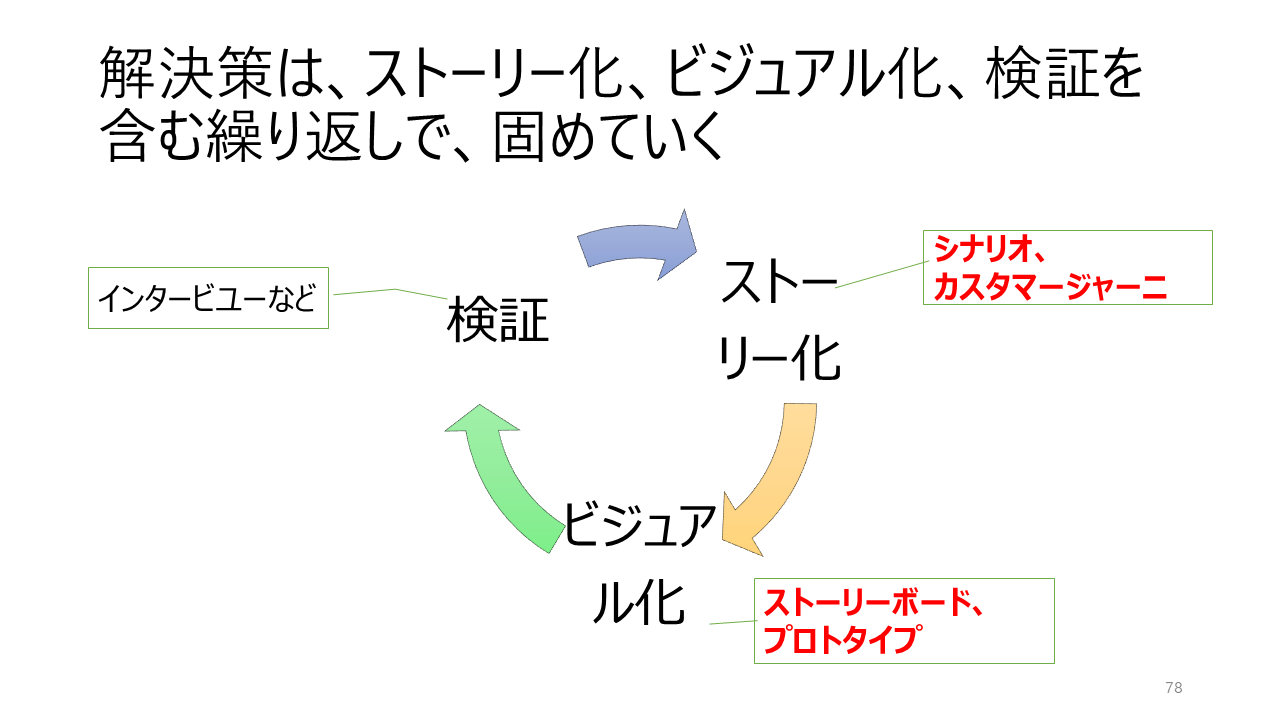 解決策は、ストーリー化、ビジュアル化、検証を
含む繰り返しで、固めていく
シナリオ、
カスタマージャーニ
ストー
リー化
インタービユーなど
検証
ビジュア
ル化
ストーリーボード、
プロトタイプ
78